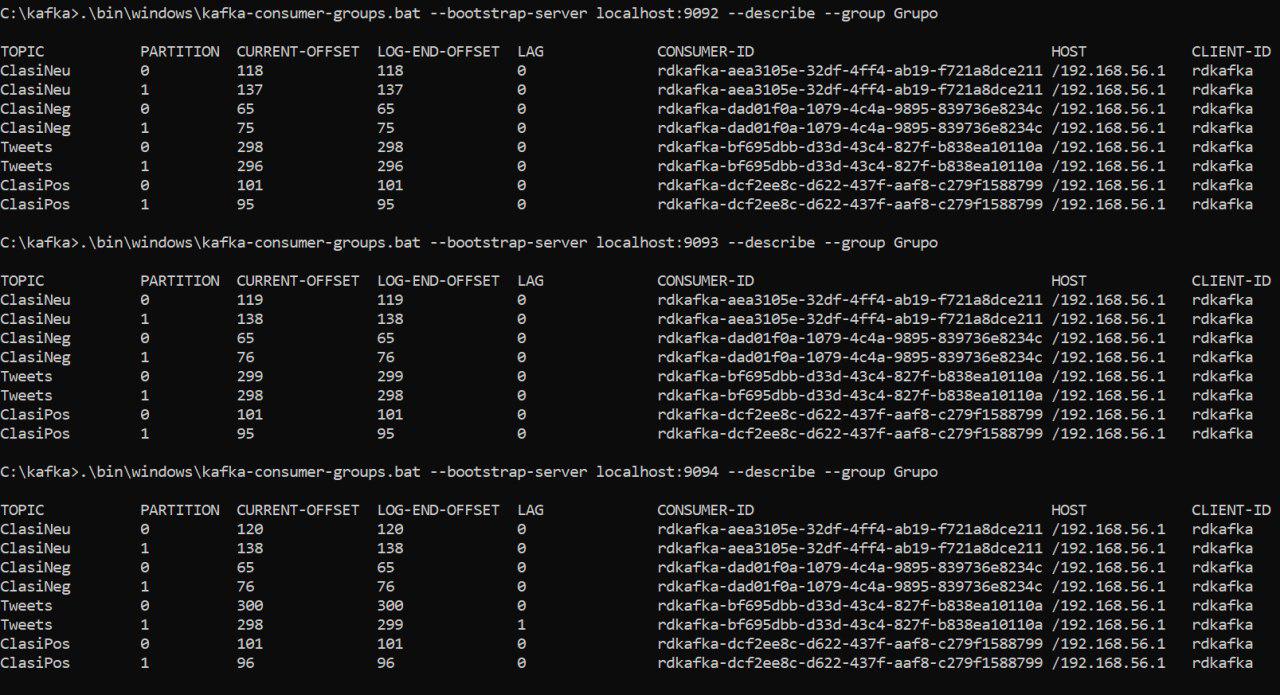 C:\kafka>.\bin\windows\kafka-consumer-groups.bat --bootstrap-server localhost:9092 --describe --group Grupo
TOPIC PARTITION CURRENT-OFFSET LOG-END-OFFSET LAG CONSUMER-ID HOST CLIENT-ID
ClasiNeu 0 118 118 0 rdkafka-aea3105e-32df-4ff4-ab19-f721a8dce211 /192.168.56.1 rdkafka
ClasiNeu 1 137 137 0 rdkafka-aea3105e-32df-4ff4-ab19-f721a8dce211 /192.168.56.1 rdkafka
ClasiNeg 0 65 65 0 rdkafka-dad01f0a-1079-4c4a-9895-839736e8234c /192.168.56.1 rdkafka
ClasiNeg 1 75 75 0 rdkafka-dad01f0a-1079-4c4a-9895-839736e8234c /192.168.56.1 rdkafka
Tweets 0 298 298 0 rdkafka-bf695dbb-d33d-43c4-827f-b838ea10110a /192.168.56.1 rdkafka
Tweets 1 296 296 0 rdkafka-bf695dbb-d33d-43c4-827f-b838ea10110a /192.168.56.1 rdkafka
ClasiPos 0 101 101 0 rdkafka-dcf2ee8c-d622-437f-aaf8-c279f1588799 /192.168.56.1 rdkafka
ClasiPos 1 95 95 0 rdkafka-dcf2ee8c-d622-437f-aaf8-c279f1588799 /192.168.56.1 rdkafka
C:\kafka>.\bin\windows\kafka-consumer-groups.bat --bootstrap-server localhost:9093 --describe --group Grupo
TOPIC PARTITION CURRENT-OFFSET LOG-END-OFFSET LAG CONSUMER-ID HOST CLIENT-ID
ClasiNeu 0 119 119 0 rdkafka-aea3105e-32df-4ff4-ab19-f721a8dce211 /192.168.56.1 rdkafka
ClasiNeu 1 138 138 0 rdkafka-aea3105e-32df-4ff4-ab19-f721a8dce211 /192.168.56.1 rdkafka
ClasiNeg 0 65 65 0 rdkafka-dad01f0a-1079-4c4a-9895-839736e8234c /192.168.56.1 rdkafka
ClasiNeg 1 76 76 0 rdkafka-dad01f0a-1079-4c4a-9895-839736e8234c /192.168.56.1 rdkafka
Tweets 0 299 299 0 rdkafka-bf695dbb-d33d-43c4-827f-b838ea10110a /192.168.56.1 rdkafka
Tweets 1 298 298 0 rdkafka-bf695dbb-d33d-43c4-827f-b838ea10110a /192.168.56.1 rdkafka
ClasiPos 0 101 101 0 rdkafka-dcf2ee8c-d622-437f-aaf8-c279f1588799 /192.168.56.1 rdkafka
ClasiPos 1 95 95 0 rdkafka-dcf2ee8c-d622-437f-aaf8-c279f1588799 /192.168.56.1 rdkafka
C:\kafka>.\bin\windows\kafka-consumer-groups.bat --bootstrap-server localhost:9094 --describe --group Grupo
TOPIC PARTITION CURRENT-OFFSET LOG-END-OFFSET LAG CONSUMER-ID HOST CLIENT-ID
ClasiNeu 0 120 120 0 rdkafka-aea3105e-32df-4ff4-ab19-f721a8dce211 /192.168.56.1 rdkafka
ClasiNeu 1 138 138 0 rdkafka-aea3105e-32df-4ff4-ab19-f721a8dce211 /192.168.56.1 rdkafka
ClasiNeg 0 65 65 0 rdkafka-dad01f0a-1079-4c4a-9895-839736e8234c /192.168.56.1 rdkafka
ClasiNeg 1 76 76 0 rdkafka-dad01f0a-1079-4c4a-9895-839736e8234c /192.168.56.1 rdkafka
Tweets 0 300 300 0 rdkafka-bf695dbb-d33d-43c4-827f-b838ea10110a /192.168.56.1 rdkafka
Tweets 1 298 299 1 rdkafka-bf695dbb-d33d-43c4-827f-b838ea10110a /192.168.56.1 rdkafka
ClasiPos 0 101 101 0 rdkafka-dcf2ee8c-d622-437f-aaf8-c279f1588799 /192.168.56.1 rdkafka
ClasiPos 1 96 96 0 rdkafka-dcf2ee8c-d622-437f-aaf8-c279f1588799 /192.168.56.1 rdkafka